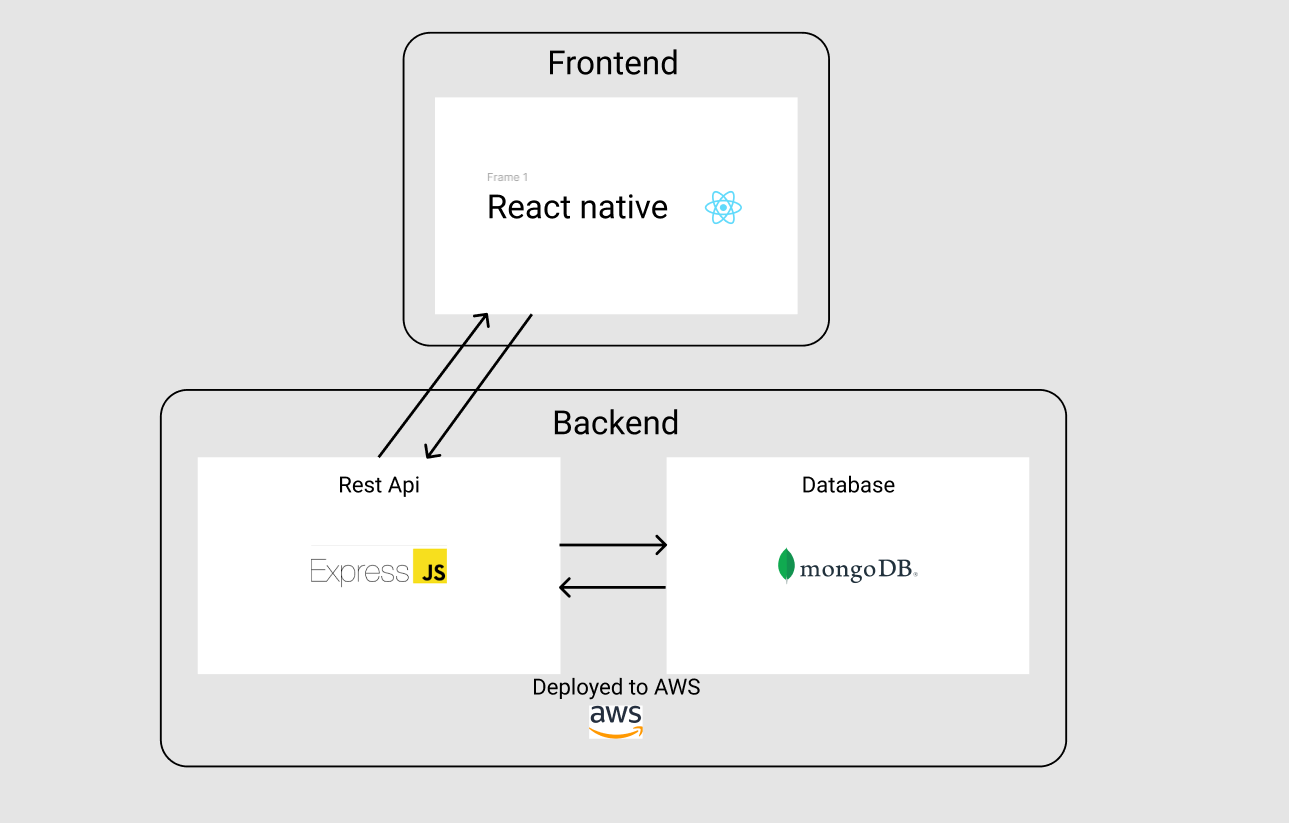 Frontend
Frame 1
React native
Backend
Rest Api
Database
Express JS
mongoDB®
Deployed to AWS
aws